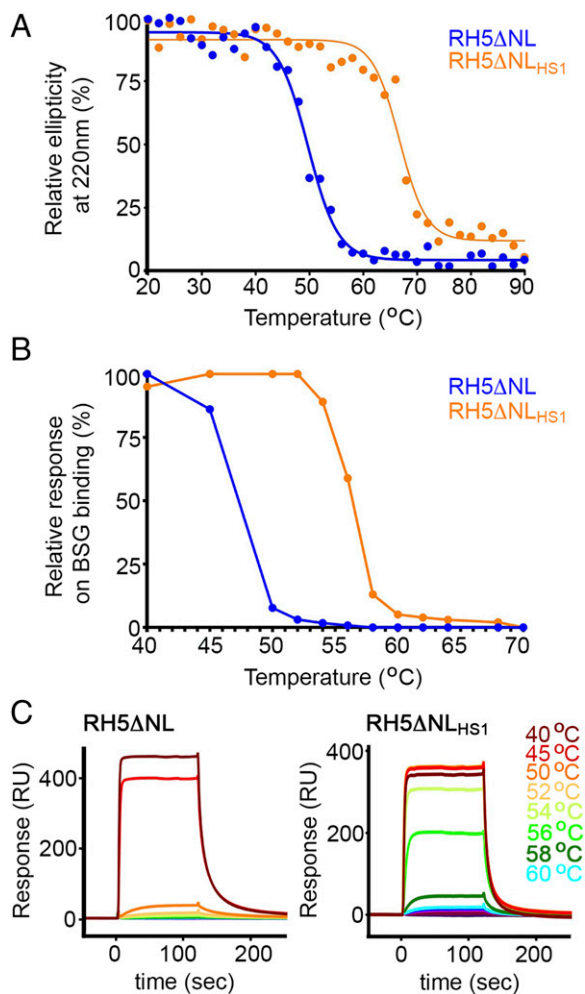 A
Relative ellipticity
at 220nm (%)
100
75
50
25
0
20 30 40 50 60 70 80 90
Temperature (°C)
RH5ΔNL
RH5ΔNLHS1
B
Relative response
on BSG binding (%)
100
75
50
25
0
40 45 50 55 60 65 70
Temperature (°C)
RH5ΔNL
RH5ΔNLHS1
C
RH5ΔNL
Response (RU)
400
200
0
0 100 200
time (sec)
RH5ΔNLHS1
Response (RU)
400
200
0
0 100 200
time (sec)
40 °C
45 °C
50 °C
52 °C
54 °C
56 °C
58 °C
60 °C